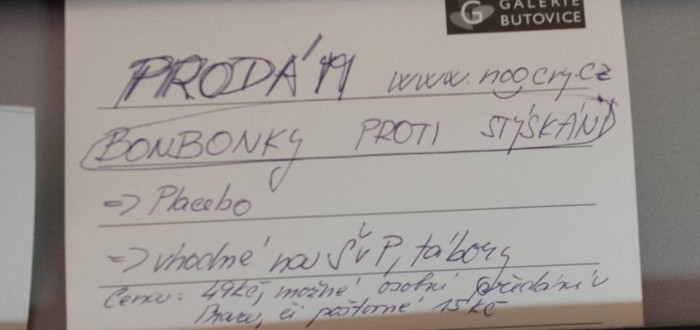 GALERIE
BUTOVICE
PRODÁM www.noocry.cz
BONBONKY PROTI STÝSKÁNÍ
=> Placebo
=> vhodné na ŠvP, tábory
Cena: 49kč, možné osobní předání v
Praze, či poštovné 15kč